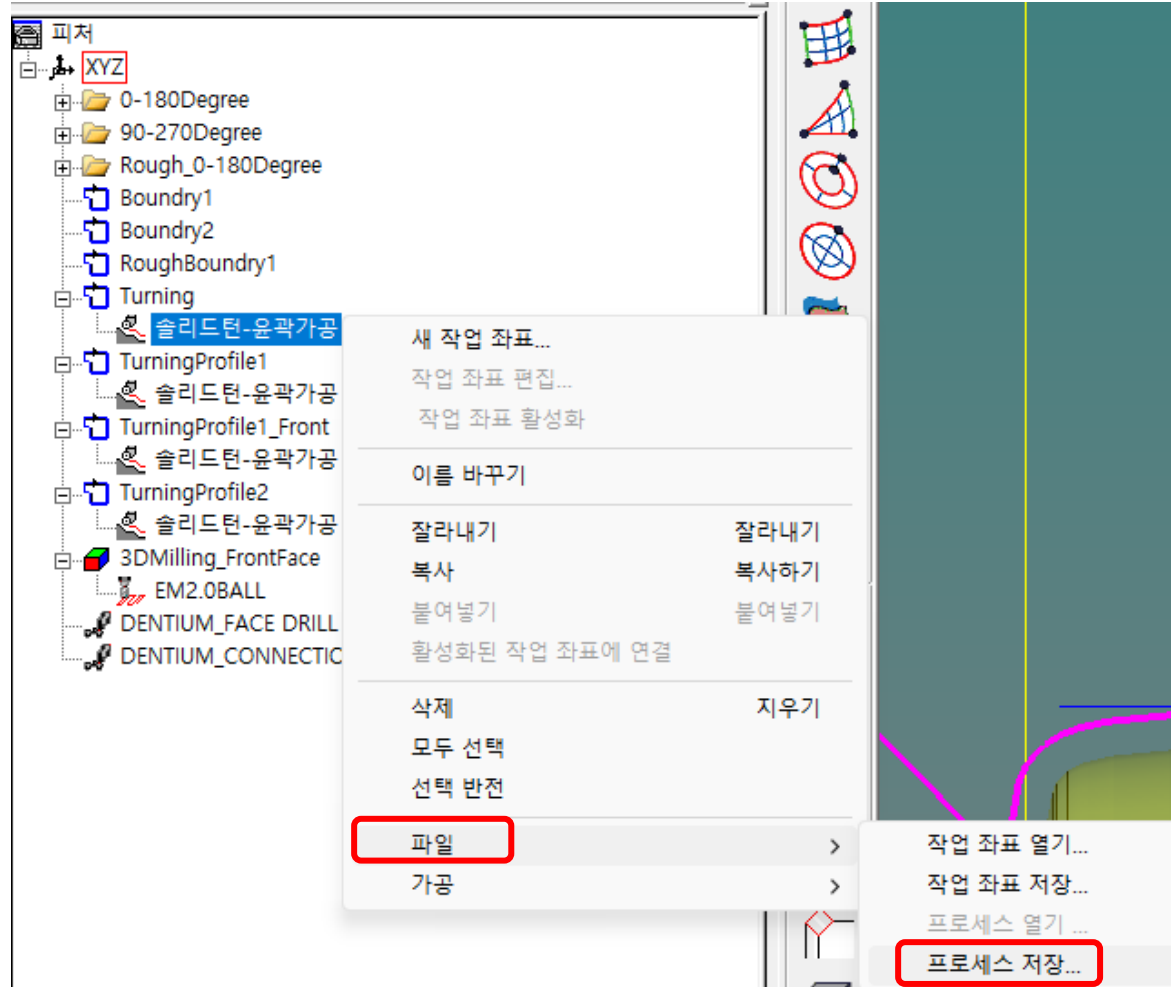 피처
XYZ
0-180Degree
90-270Degree
Rough_0-180Degree
Boundry1
Boundry2
RoughBoundry1
Turning
솔리드턴-윤곽가공
TurningProfile1
솔리드턴-윤곽가공
TurningProfile1_Front
솔리드턴-윤곽가공
TurningProfile2
솔리드턴-윤곽가공
3DMilling_FrontFace
EM2.0BALL
DENTIUM_FACE DRILL
DENTIUM_CONNECTIO
새 작업 좌표...
작업 좌표 편집...
작업 좌표 활성화
이름 바꾸기
잘라내기 잘라내기
복사 복사하기
붙여넣기 붙여넣기
활성화된 작업 좌표에 연결
삭제 지우기
모두 선택
선택 반전
파일
가공
작업 좌표 열기...
작업 좌표 저장...
프로세스 열기 ...
프로세스 저장...